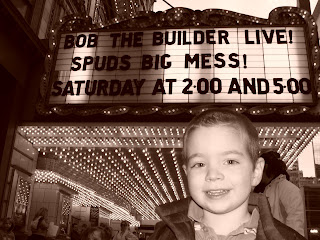 BOB THE BUILDER LIVE!
SPUDS BIG MESS!
SATURDAY AT 2:00 AND 5:00